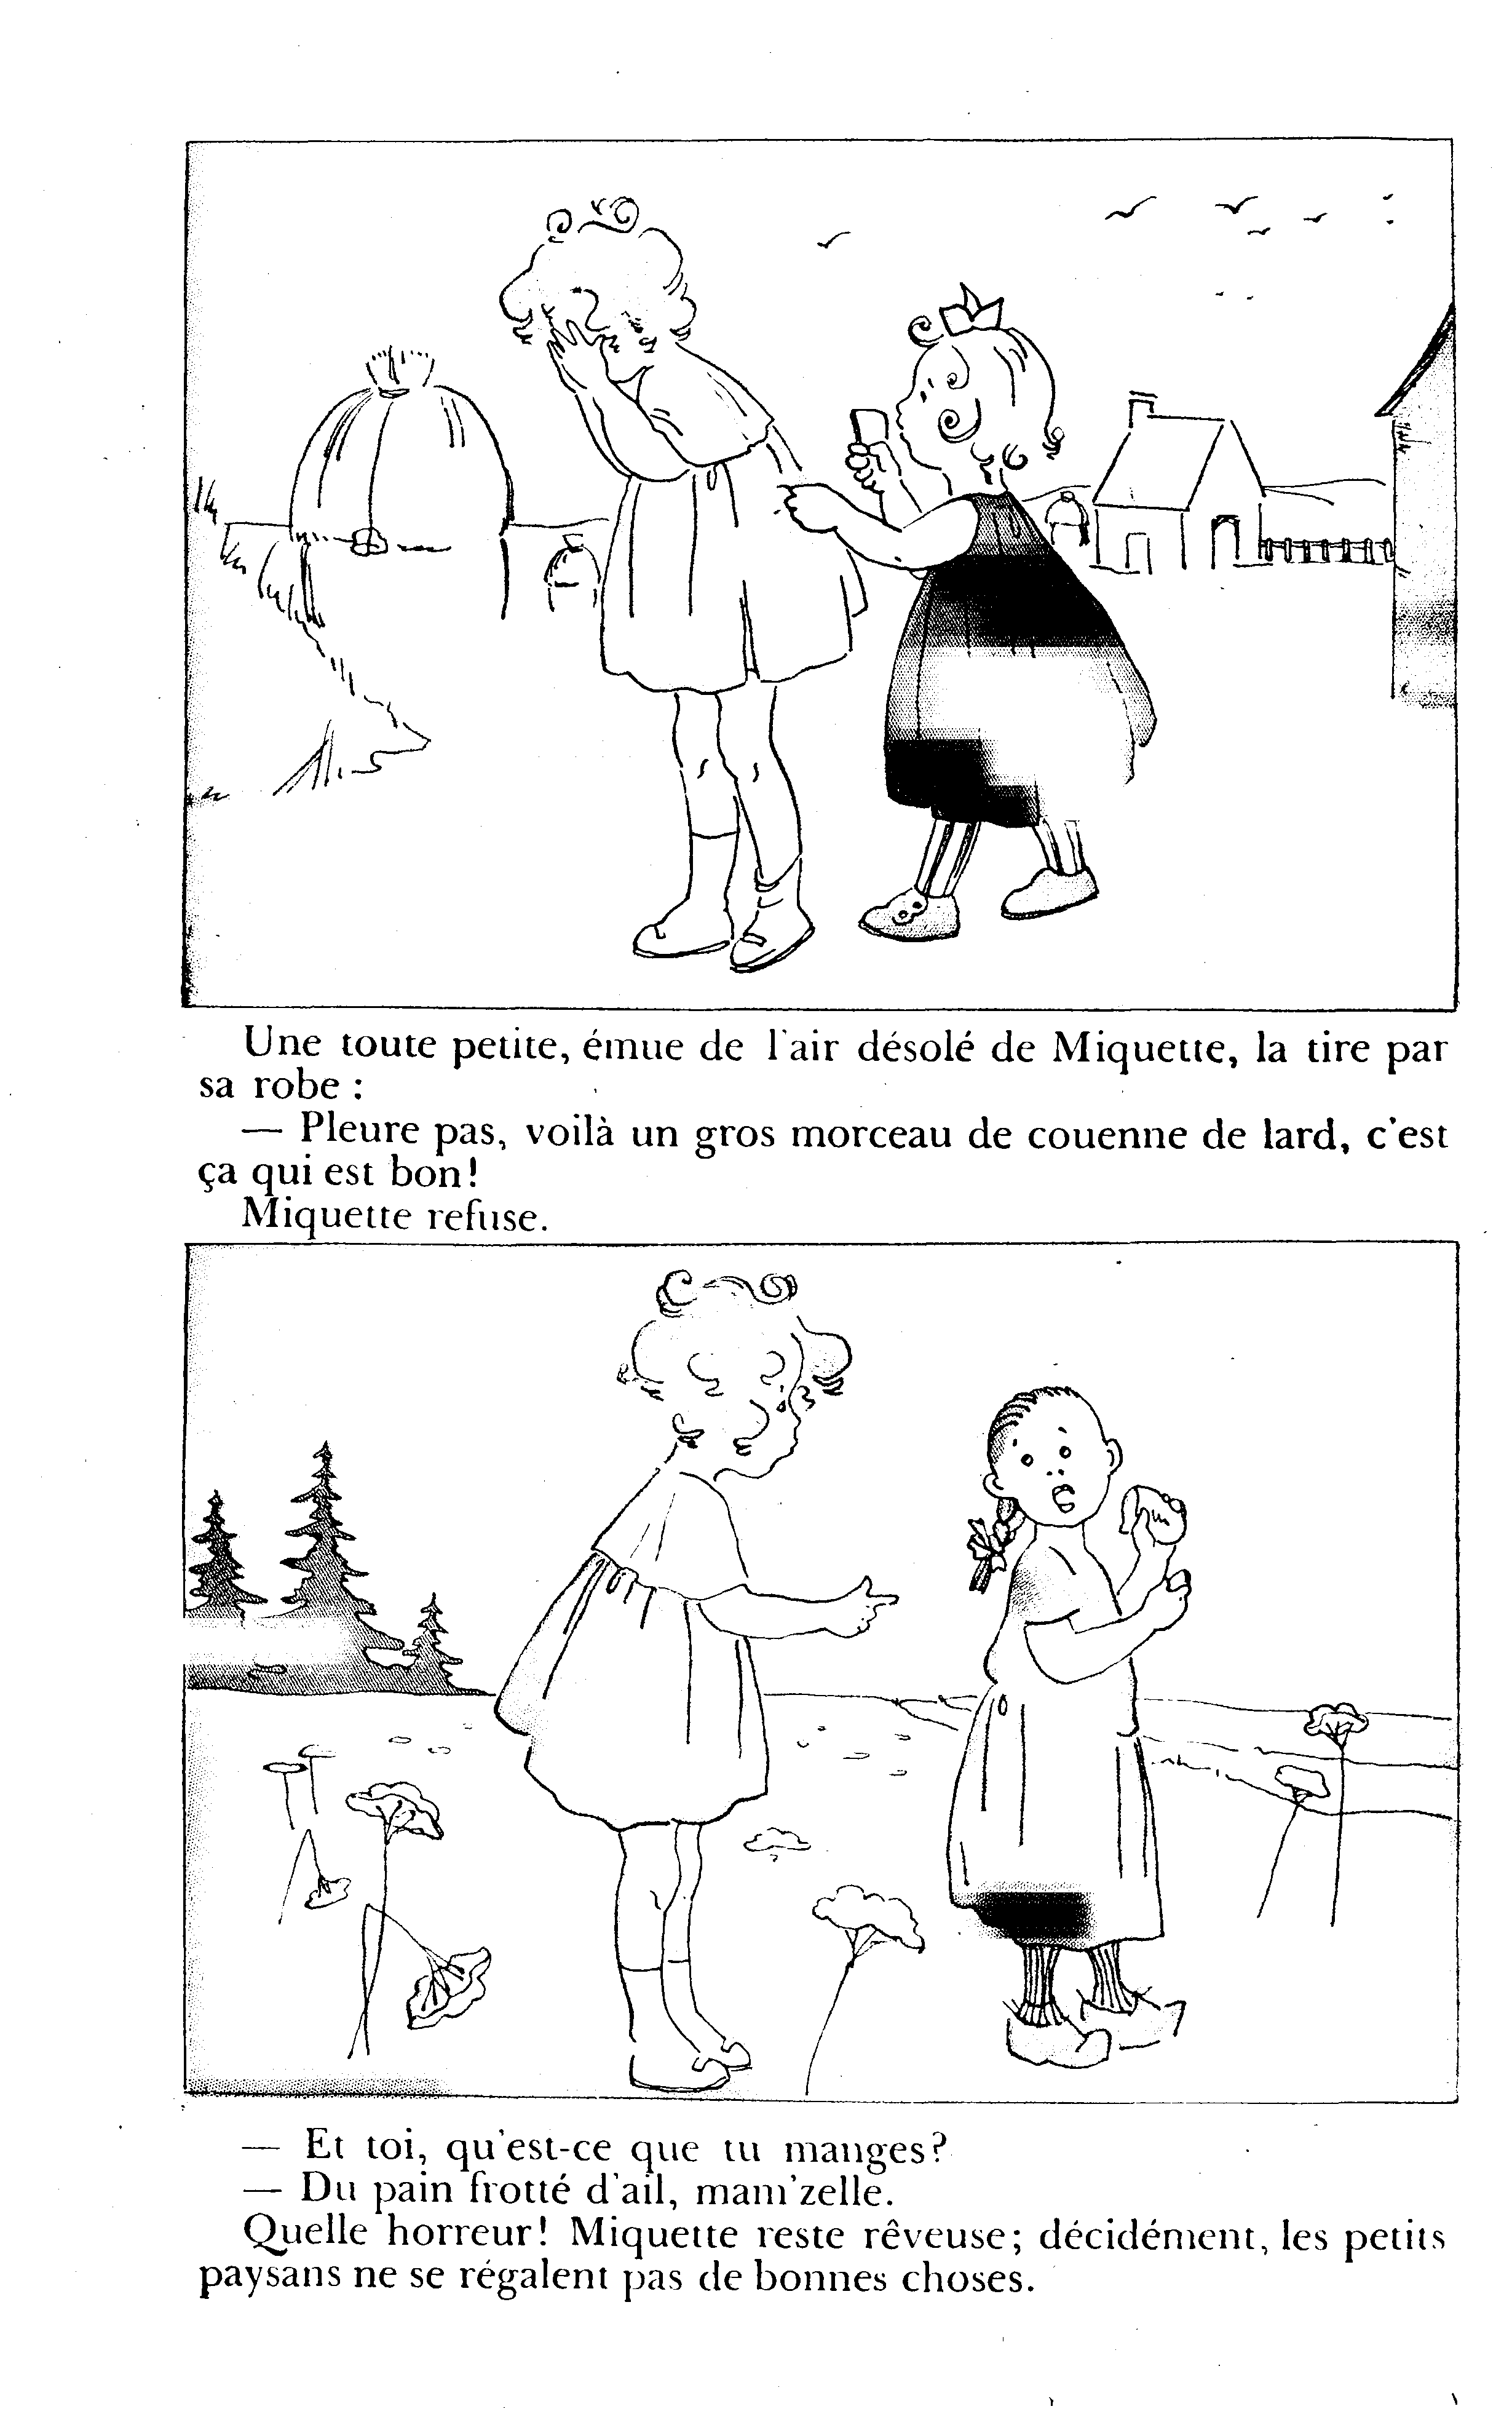 Une toute petite, émue de l'air désolé de Miquette, la tire par
sa robe :
— Pleure pas, voilà un gros morceau de couenne de lard, c'est
ça qui est bon!
Miquette refuse.
— Et toi, qu'est-ce que tu manges?
— Du pain frotté d'ail, mam'zelle.
Quelle horreur! Miquette reste rêveuse; décidément, les petits
paysans ne se régalent pas de bonnes choses.